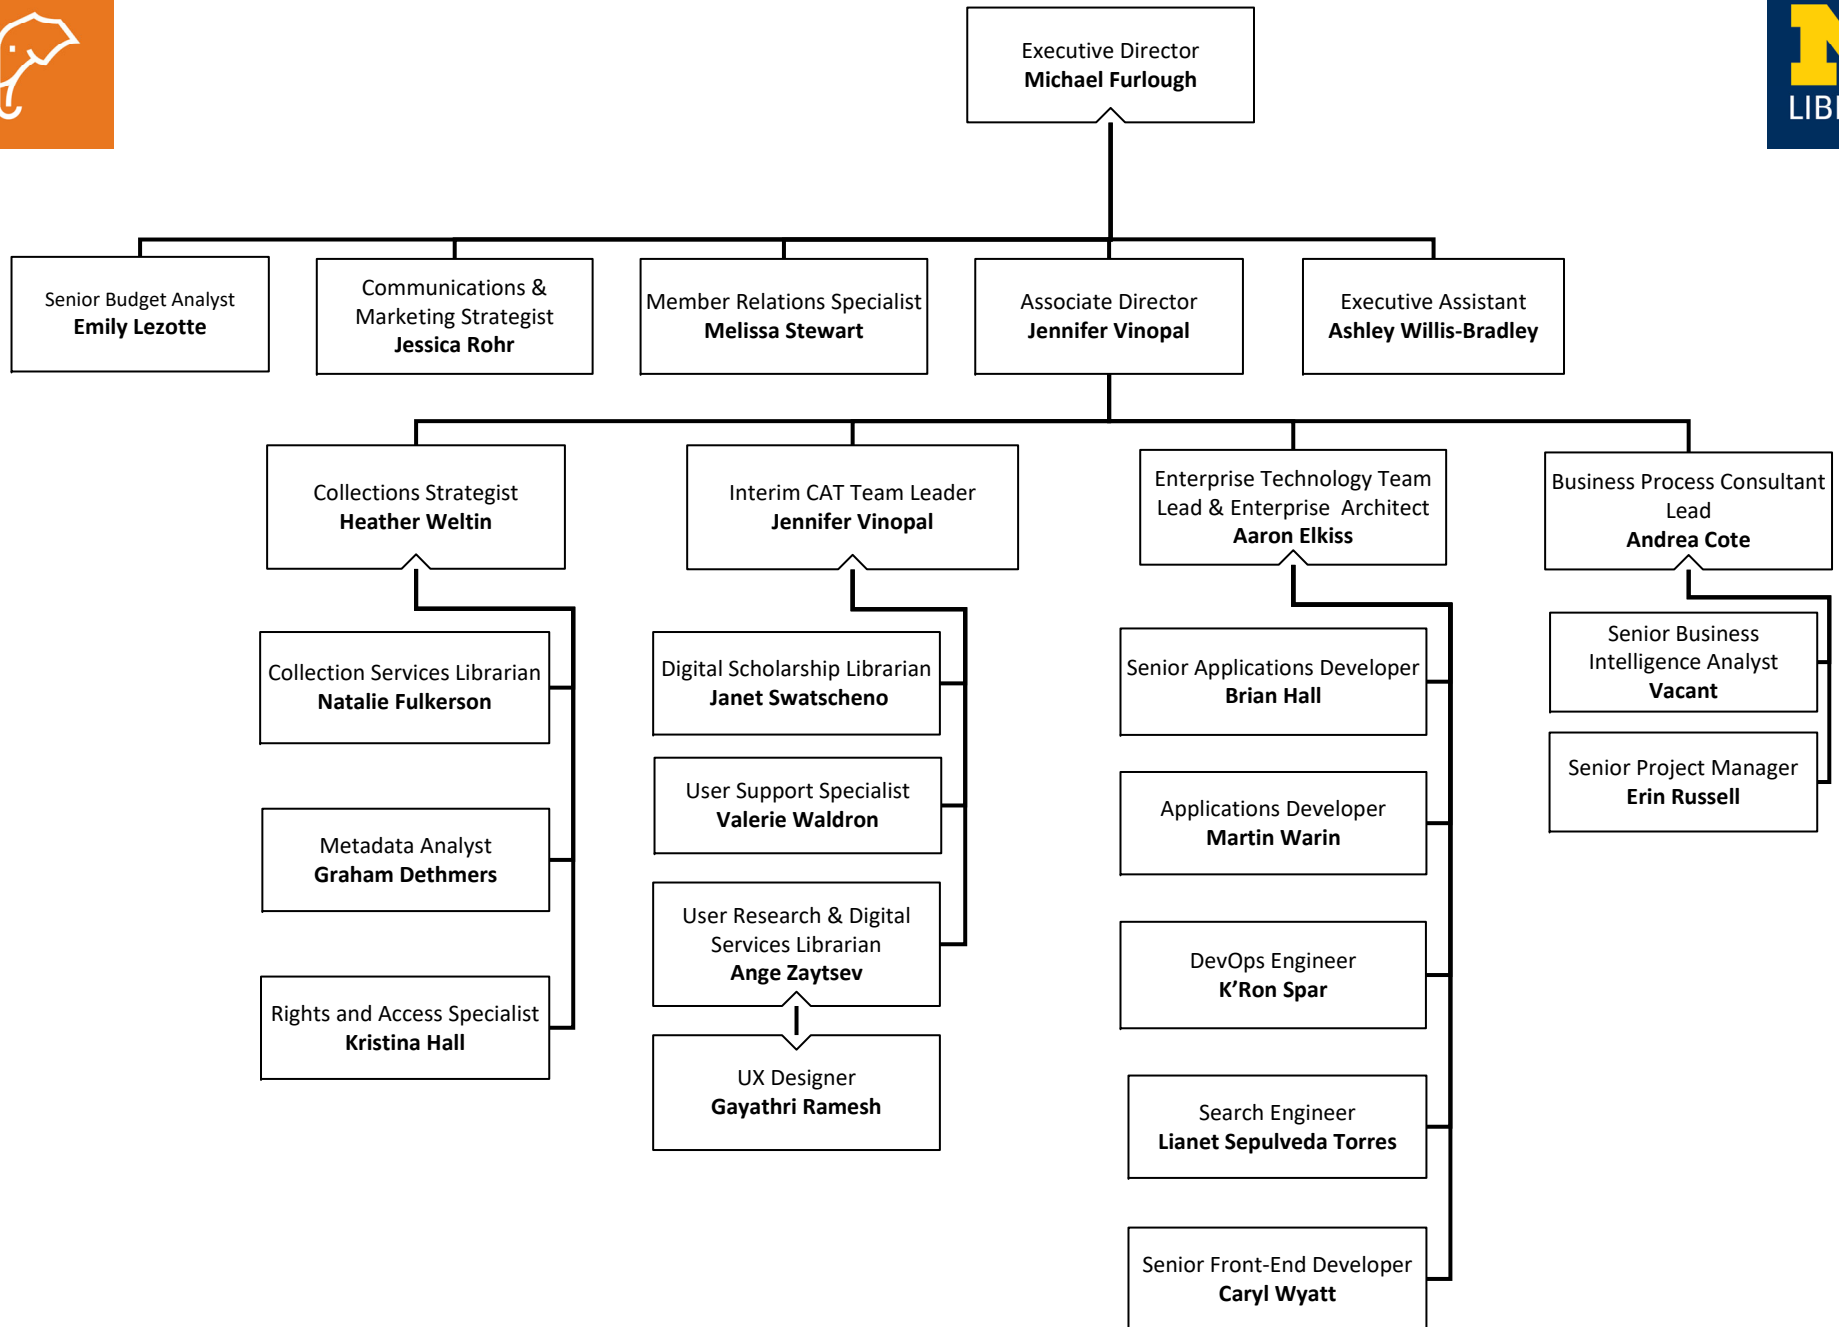 Executive Director
Michael Furlough
Senior Budget Analyst
Emily Lezotte
Communications &
Marketing Strategist
Jessica Rohr
Member Relations Specialist
Melissa Stewart
Associate Director
Jennifer Vinopal
Executive Assistant
Ashley Willis-Bradley
Collections Strategist
Heather Weltin
Interim CAT Team Leader
Jennifer Vinopal
Enterprise Technology Team
Lead & Enterprise Architect
Aaron Elkiss
Business Process Consultant
Lead
Andrea Cote
Collection Services Librarian
Natalie Fulkerson
Metadata Analyst
Graham Dethmers
Rights and Access Specialist
Kristina Hall
Digital Scholarship Librarian
Janet Swatscheno
User Support Specialist
Valerie Waldron
User Research & Digital
Services Librarian
Ange Zaytsev
UX Designer
Gayathri Ramesh
Senior Applications Developer
Brian Hall
Applications Developer
Martin Warin
DevOps Engineer
K’Ron Spar
Search Engineer
Lianet Sepulveda Torres
Senior Front-End Developer
Caryl Wyatt
Senior Business
Intelligence Analyst
Vacant
Senior Project Manager
Erin Russell